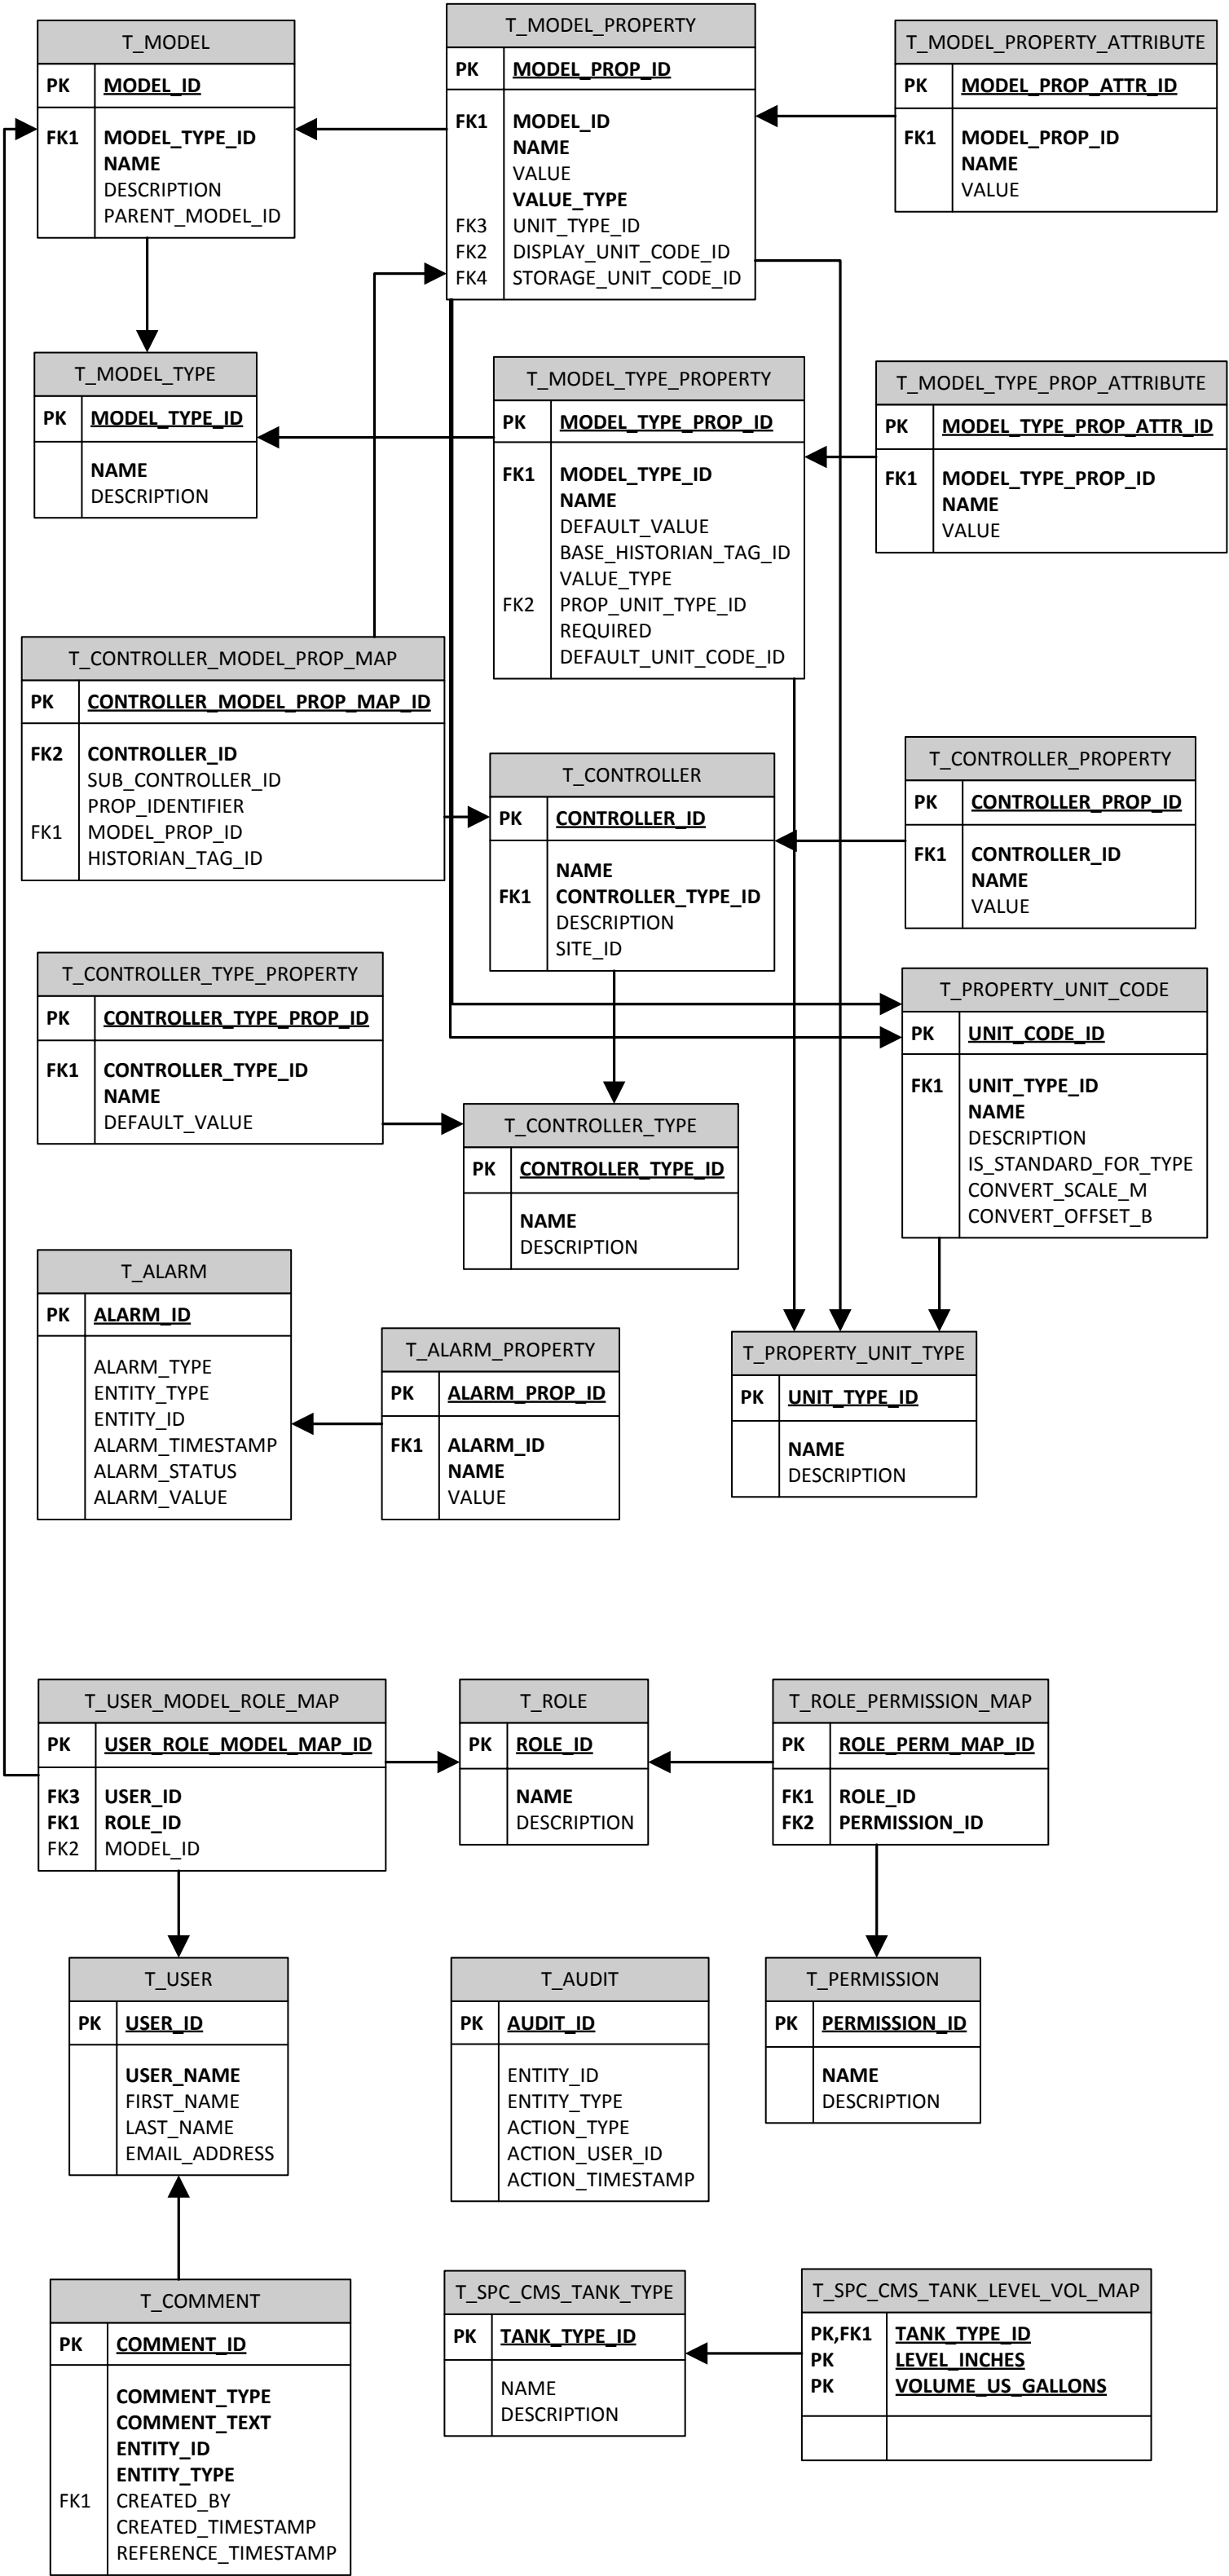 T_MODEL
PK MODEL_ID
FK1 MODEL_TYPE_ID
NAME
DESCRIPTION
PARENT_MODEL_ID
T_MODEL_PROPERTY
PK MODEL_PROP_ID
FK1 MODEL_ID
NAME
VALUE
VALUE_TYPE
FK3 UNIT_TYPE_ID
FK2 DISPLAY_UNIT_CODE_ID
FK4 STORAGE_UNIT_CODE_ID
T_MODEL_PROPERTY_ATTRIBUTE
PK MODEL_PROP_ATTR_ID
FK1 MODEL_PROP_ID
NAME
VALUE
T_MODEL_TYPE
PK MODEL_TYPE_ID
NAME
DESCRIPTION
T_MODEL_TYPE_PROPERTY
PK MODEL_TYPE_PROP_ID
FK1 MODEL_TYPE_ID
NAME
DEFAULT_VALUE
BASE_HISTORIAN_TAG_ID
VALUE_TYPE
FK2 PROP_UNIT_TYPE_ID
REQUIRED
DEFAULT_UNIT_CODE_ID
T_MODEL_TYPE_PROP_ATTRIBUTE
PK MODEL_TYPE_PROP_ATTR_ID
FK1 MODEL_TYPE_PROP_ID
NAME
VALUE
T_CONTROLLER_MODEL_PROP_MAP
PK CONTROLLER_MODEL_PROP_MAP_ID
FK2 CONTROLLER_ID
SUB_CONTROLLER_ID
PROP_IDENTIFIER
FK1 MODEL_PROP_ID
HISTORIAN_TAG_ID
T_CONTROLLER
PK CONTROLLER_ID
NAME
FK1 CONTROLLER_TYPE_ID
DESCRIPTION
SITE_ID
T_CONTROLLER_PROPERTY
PK CONTROLLER_PROP_ID
FK1 CONTROLLER_ID
NAME
VALUE
T_CONTROLLER_TYPE_PROPERTY
PK CONTROLLER_TYPE_PROP_ID
FK1 CONTROLLER_TYPE_ID
NAME
DEFAULT_VALUE
T_PROPERTY_UNIT_CODE
PK UNIT_CODE_ID
FK1 UNIT_TYPE_ID
NAME
DESCRIPTION
IS_STANDARD_FOR_TYPE
CONVERT_SCALE_M
CONVERT_OFFSET_B
T_CONTROLLER_TYPE
PK CONTROLLER_TYPE_ID
NAME
DESCRIPTION
T_ALARM
PK ALARM_ID
ALARM_TYPE
ENTITY_TYPE
ENTITY_ID
ALARM_TIMESTAMP
ALARM_STATUS
ALARM_VALUE
T_ALARM_PROPERTY
PK ALARM_PROP_ID
FK1 ALARM_ID
NAME
VALUE
T_PROPERTY_UNIT_TYPE
PK UNIT_TYPE_ID
NAME
DESCRIPTION
T_USER_MODEL_ROLE_MAP
PK USER_ROLE_MODEL_MAP_ID
FK3 USER_ID
FK1 ROLE_ID
FK2 MODEL_ID
T_ROLE
PK ROLE_ID
NAME
DESCRIPTION
T_ROLE_PERMISSION_MAP
PK ROLE_PERM_MAP_ID
FK1 ROLE_ID
FK2 PERMISSION_ID
T_USER
PK USER_ID
USER_NAME
FIRST_NAME
LAST_NAME
EMAIL_ADDRESS
T_AUDIT
PK AUDIT_ID
ENTITY_ID
ENTITY_TYPE
ACTION_TYPE
ACTION_USER_ID
ACTION_TIMESTAMP
T_PERMISSION
PK PERMISSION_ID
NAME
DESCRIPTION
T_COMMENT
PK COMMENT_ID
COMMENT_TYPE
COMMENT_TEXT
ENTITY_ID
ENTITY_TYPE
FK1 CREATED_BY
CREATED_TIMESTAMP
REFERENCE_TIMESTAMP
T_SPC_CMS_TANK_TYPE
PK TANK_TYPE_ID
NAME
DESCRIPTION
T_SPC_CMS_TANK_LEVEL_VOL_MAP
PK,FK1 TANK_TYPE_ID
PK LEVEL_INCHES
PK VOLUME_US_GALLONS